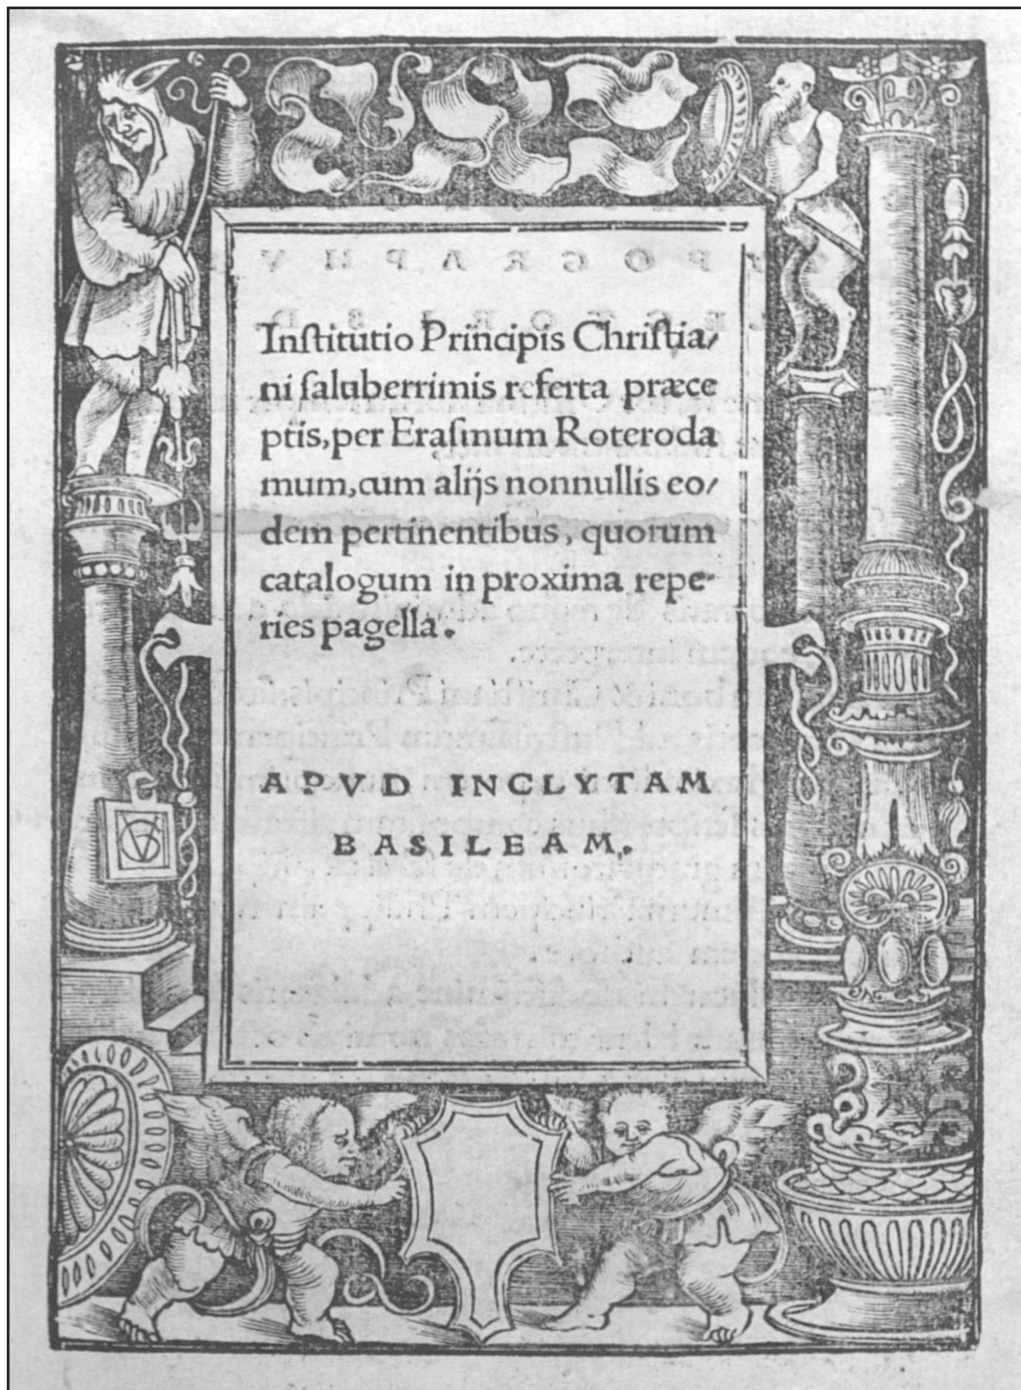 Inſtitutio Principis Chriſtia/
ni ſaluberrimis referta præce
ptis, per Eraſmum Roteroda
mum, cum alijs nonnullis eo/
dem pertinentibus, quorum
catalogum in proxima repe-
ries pagella.
APVD INCLYTAM
BASILEAM.